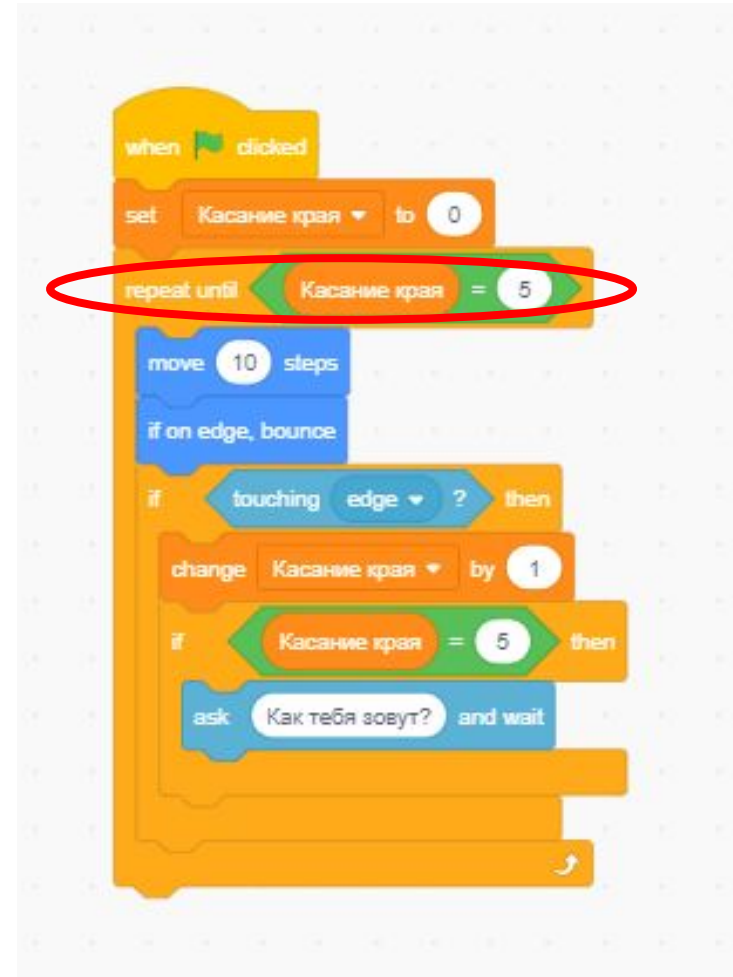 when clicked
set Касание края to 0
repeat until Касание края = 5
move 10 steps
if on edge, bounce
if touching edge ? then
change Касание края by 1
if Касание края = 5 then
ask Как тебя зовут? and wait